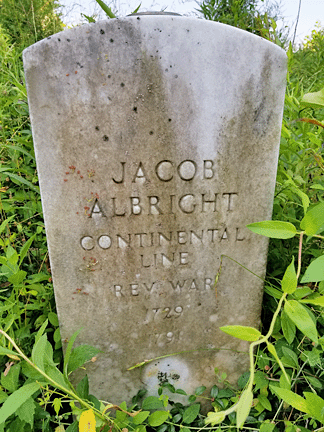 JACOB
ALBRIGHT
CONTINENTAL
LINE
REV. WAR
1729
1791